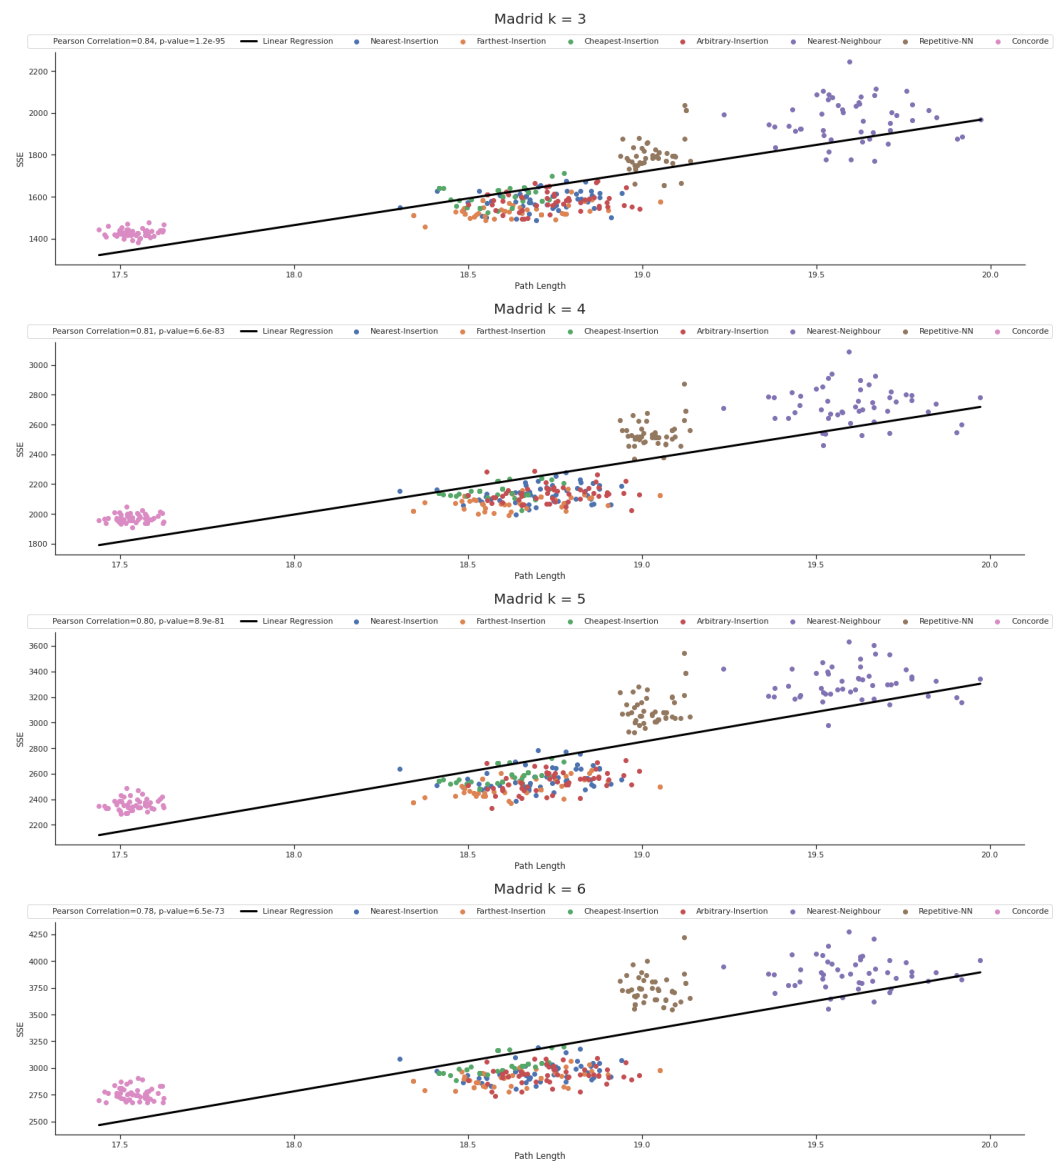 Madrid k = 3
Pearson Correlation=0.84, p-value=1.2e-95 Linear Regression Nearest-Insertion Farthest-Insertion Cheapest-Insertion Arbitrary-Insertion Nearest-Neighbour Repetitive-NN Concorde
2200
2000
1800
1600
1400
SSE
17.5 18.0 18.5 19.0 19.5 20.0
Path Length
Madrid k = 4
Pearson Correlation=0.81, p-value=6.6e-83 Linear Regression Nearest-Insertion Farthest-Insertion Cheapest-Insertion Arbitrary-Insertion Nearest-Neighbour Repetitive-NN Concorde
3000
2800
2600
2400
2200
2000
1800
SSE
17.5 18.0 18.5 19.0 19.5 20.0
Path Length
Madrid k = 5
Pearson Correlation=0.80, p-value=8.9e-81 Linear Regression Nearest-Insertion Farthest-Insertion Cheapest-Insertion Arbitrary-Insertion Nearest-Neighbour Repetitive-NN Concorde
3600
3400
3200
3000
2800
2600
2400
2200
SSE
17.5 18.0 18.5 19.0 19.5 20.0
Path Length
Madrid k = 6
Pearson Correlation=0.78, p-value=6.5e-73 Linear Regression Nearest-Insertion Farthest-Insertion Cheapest-Insertion Arbitrary-Insertion Nearest-Neighbour Repetitive-NN Concorde
4250
4000
3750
3500
3250
3000
2750
2500
SSE
17.5 18.0 18.5 19.0 19.5 20.0
Path Length